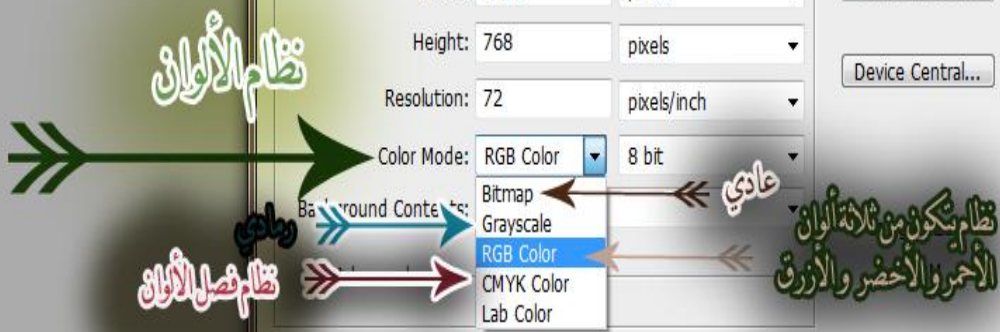 Height: 768 pixels
نظام الألوان
Device Central...
Resolution: 72 pixels/inch
Color Mode: RGB Color 8 bit
Bitmap
عادي
Background Contents:
Grayscale
رمادي
نظام يتكون من ثلاثة ألوان
RGB Color
الأحمر والأخضر والأزرق
نظام فصل الألوان
CMYK Color
Lab Color